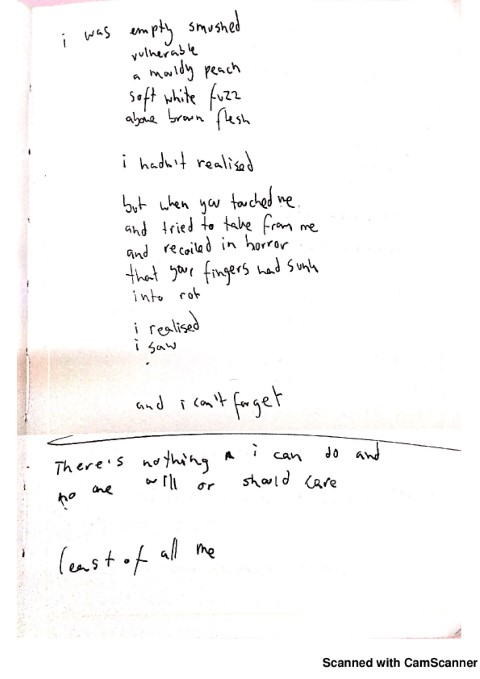 i was empty smushed
vulnerable
a mouldy peach
soft white fuzz
above brown flesh
i hadn't realised
but when you touched me
and tried to take from me
and recoiled in horror
that your fingers had sunk
into rot
i realised
i saw
and i can't forget
There's nothing i can do and
no one will or should care
least of all me
Scanned with CamScanner